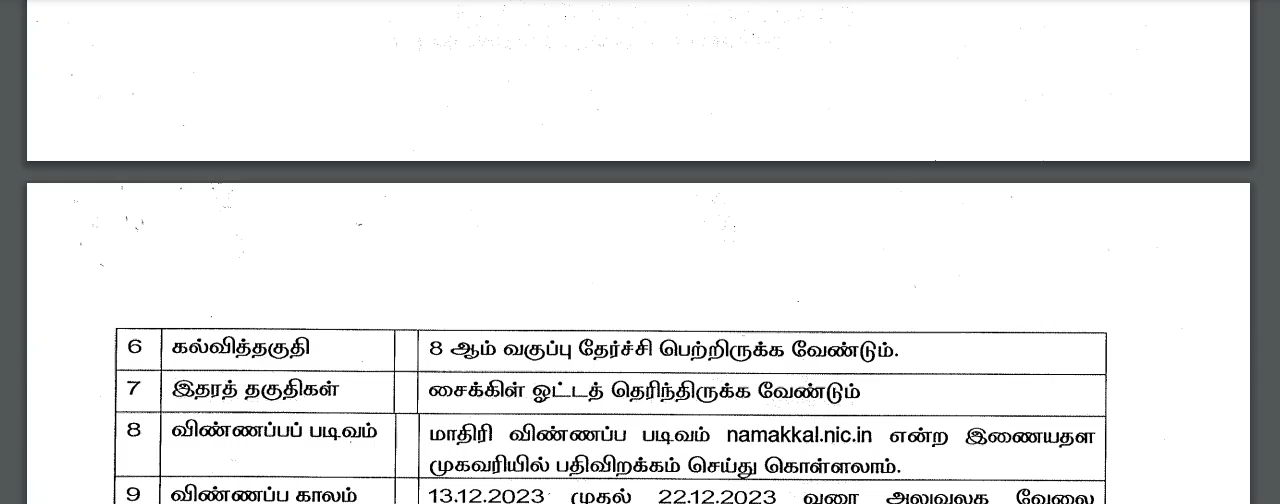 6 கல்வித்தகுதி 8 ஆம் வகுப்பு தேர்ச்சி பெற்றிருக்க வேண்டும்.
7 இதரத் தகுதிகள் சைக்கிள் ஓட்டத் தெரிந்திருக்க வேண்டும்
8 விண்ணப்பப் படிவம் மாதிரி விண்ணப்ப படிவம் namakkal.nic.in என்ற இணையதள
முகவரியில் பதிவிறக்கம் செய்து கொள்ளலாம்.
9 விண்ணப்ப காலம் 13.12.2023 முதல் 22.12.2023 வரை அலுவலக வேலை